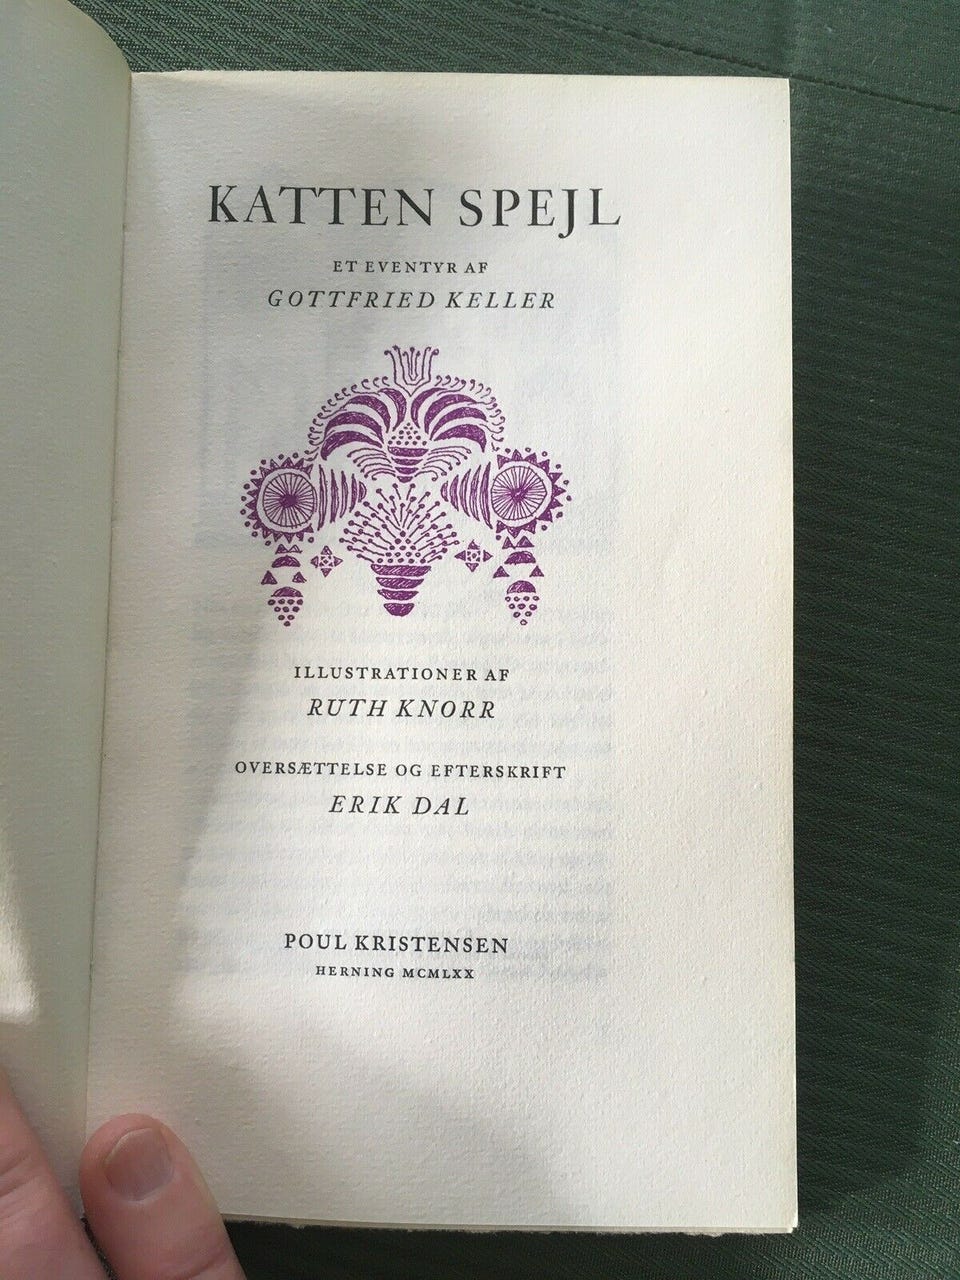 KATTEN SPEJL
ET EVENTYR AF
GOTTFRIED KELLER
ILLUSTRATIONER AF
RUTH KNORR
OVERSÆTTELSE OG EFTERSKRIFT
ERIK DAL
POUL KRISTENSEN
HERNING MCMLXX